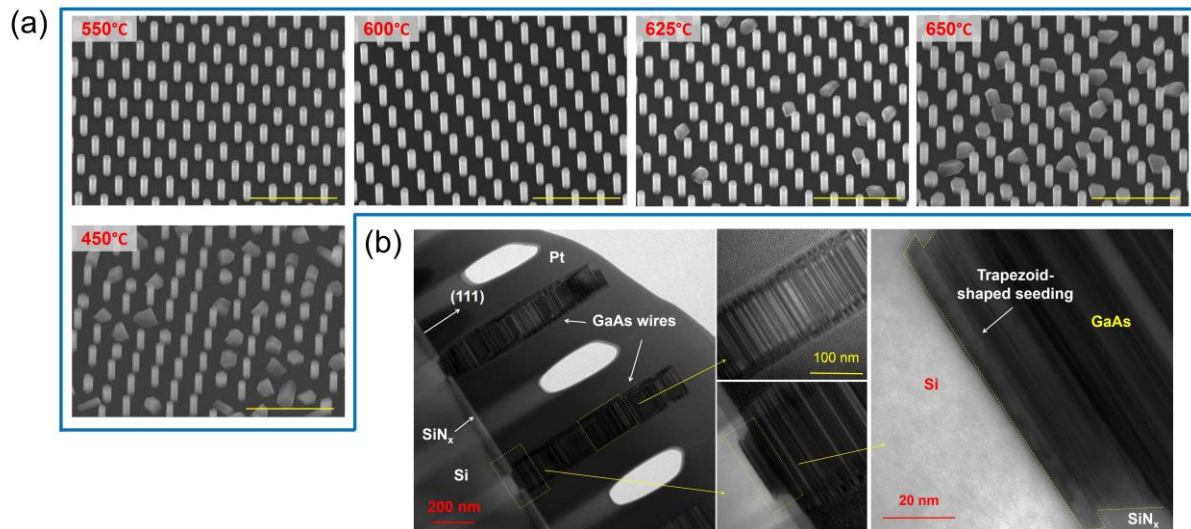 (a)
550°C
600°C
625°C
650°C
450°C
(b)
Pt
(111)
GaAs wires
SiNx
Si
200 nm
100 nm
Trapezoid-
shaped seeding
GaAs
Si
20 nm
SiNx